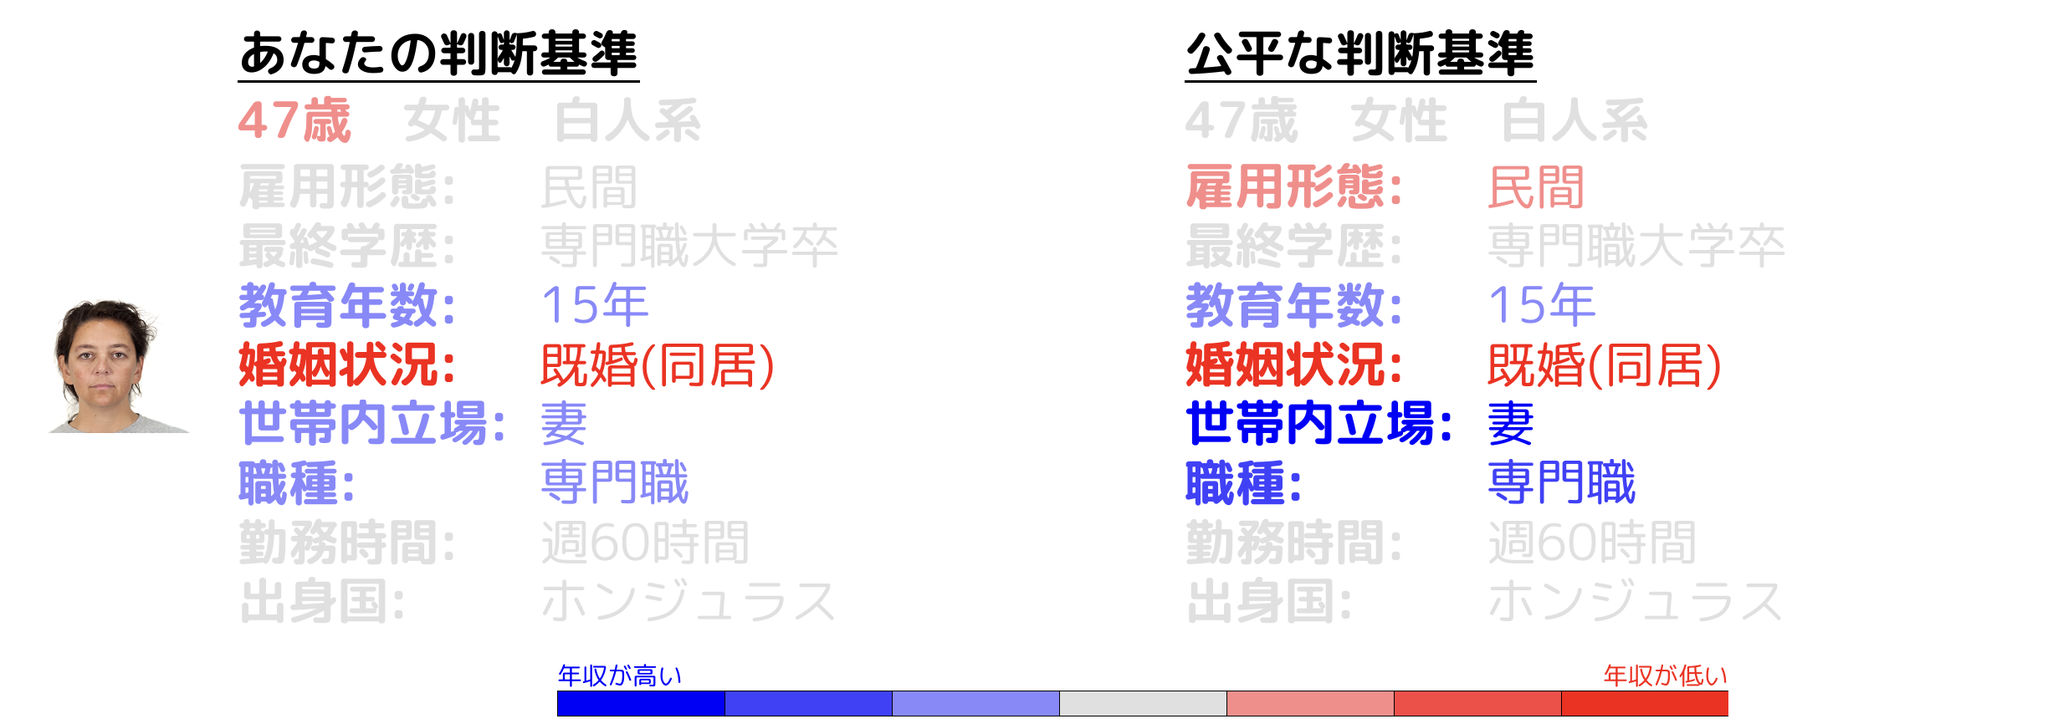 あなたの判断基準
47歳 女性 白人系
雇用形態: 民間
最終学歴: 専門職大学卒
教育年数: 15年
婚姻状況: 既婚(同居)
世帯内立場: 妻
職種: 専門職
勤務時間: 週60時間
出身国: ホンジュラス
公平な判断基準
47歳 女性 白人系
雇用形態: 民間
最終学歴: 専門職大学卒
教育年数: 15年
婚姻状況: 既婚(同居)
世帯内立場: 妻
職種: 専門職
勤務時間: 週60時間
出身国: ホンジュラス
年収が高い
年収が低い